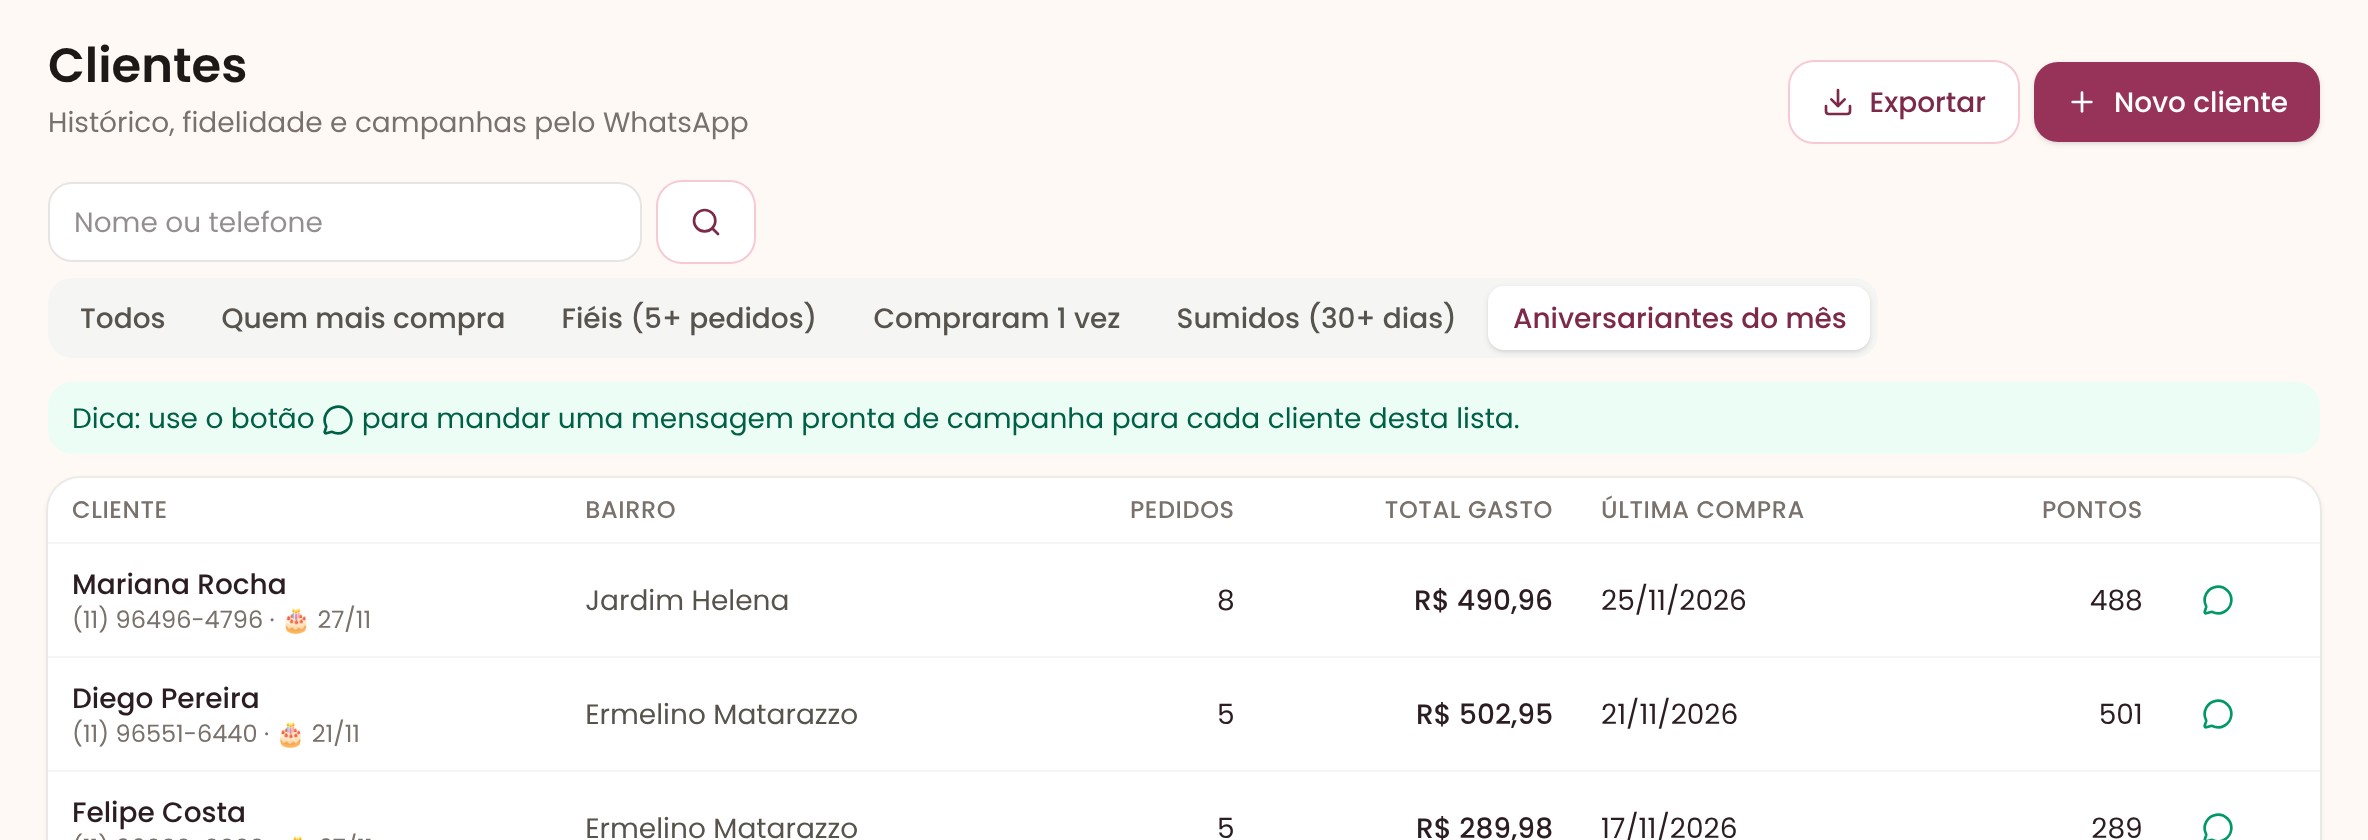 Clientes
Histórico, fidelidade e campanhas pelo WhatsApp
Exportar
Novo cliente
Nome ou telefone
Todos Quem mais compra Fiéis (5+ pedidos) Compraram 1 vez Sumidos (30+ dias) Aniversariantes do mês
Dica: use o botão para mandar uma mensagem pronta de campanha para cada cliente desta lista.
CLIENTE BAIRRO PEDIDOS TOTAL GASTO ÚLTIMA COMPRA PONTOS
Mariana Rocha
(11) 96496-4796 · 🎂 27/11
Jardim Helena 8 R$ 490,96 25/11/2026 488
Diego Pereira
(11) 96551-6440 · 🎂 21/11
Ermelino Matarazzo 5 R$ 502,95 21/11/2026 501
Felipe Costa
Ermelino Matarazzo 5 R$ 289,98 17/11/2026 289